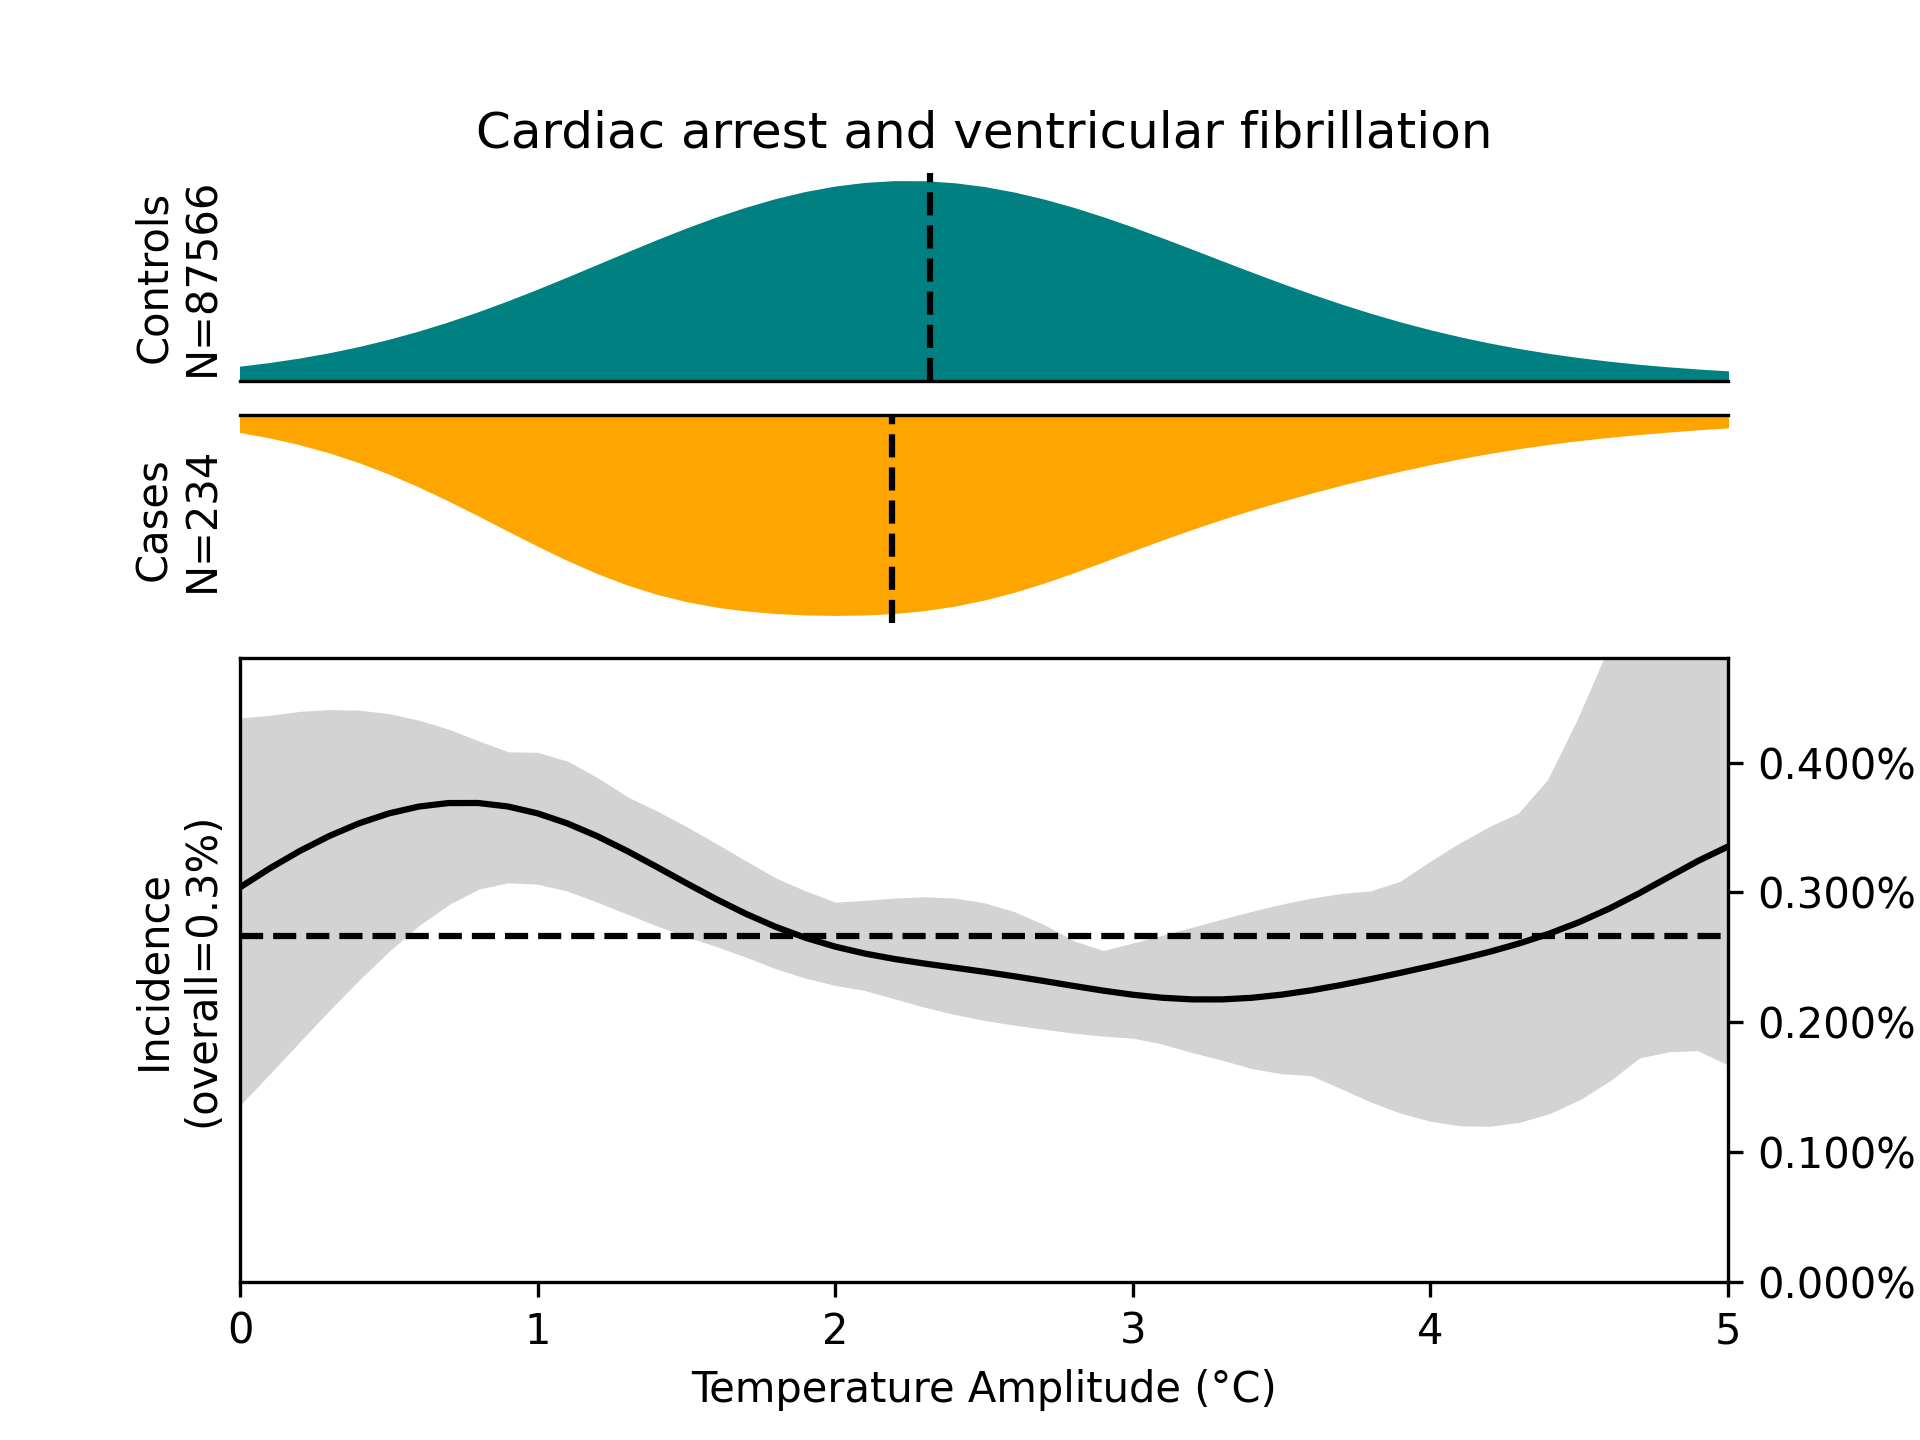 Cardiac arrest and ventricular fibrillation
Controls
N=87566
Cases
N=234
Incidence
(overall=0.3%)
0.400%
0.300%
0.200%
0.100%
0.000%
0 1 2 3 4 5
Temperature Amplitude (°C)